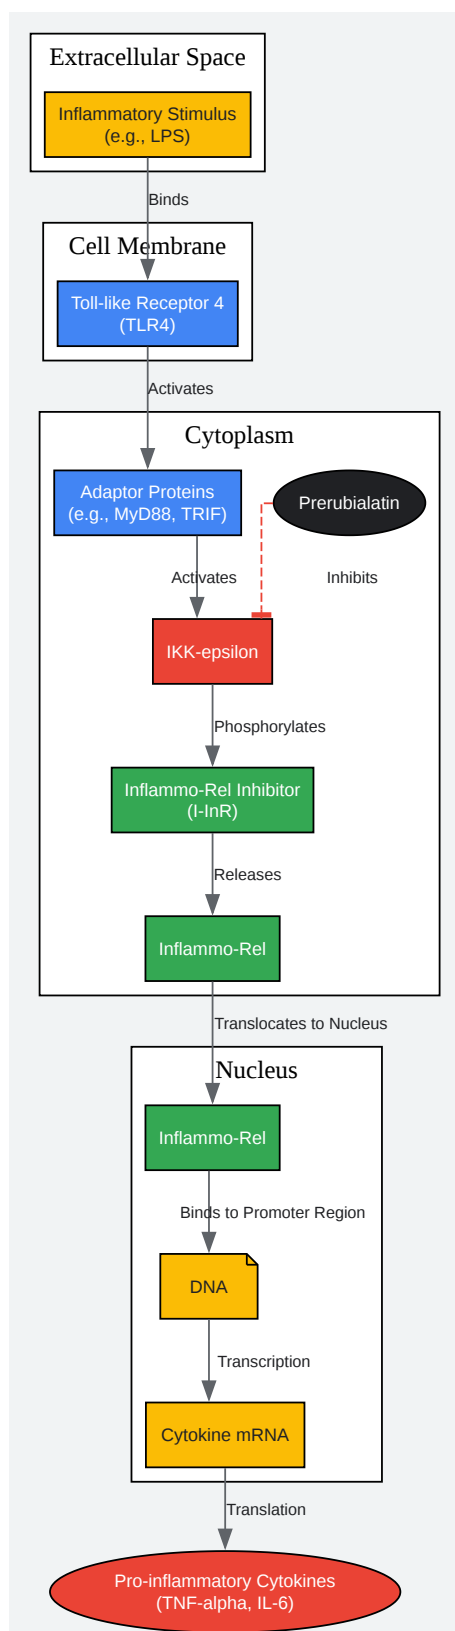 Extracellular Space
Inflammatory Stimulus
(e.g., LPS)
Binds
Cell Membrane
Toll-like Receptor 4
(TLR4)
Activates
Cytoplasm
Adaptor Proteins
(e.g., MyD88, TRIF)
Prerubialatin
Activates
Inhibits
IKK-epsilon
Phosphorylates
Inflammo-Rel Inhibitor
(I-InR)
Releases
Inflammo-Rel
Translocates to Nucleus
Nucleus
Inflammo-Rel
Binds to Promoter Region
DNA
Transcription
Cytokine mRNA
Translation
Pro-inflammatory Cytokines
(TNF-alpha, IL-6)